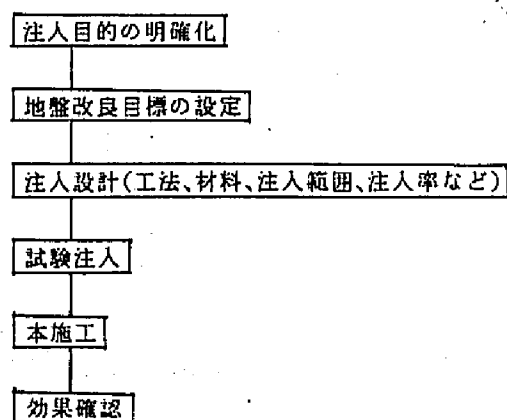 注入目的の明確化
地盤改良目標の設定
注入設計(工法、材料、注入範囲、注入率など)
試験注入
本施工
効果確認